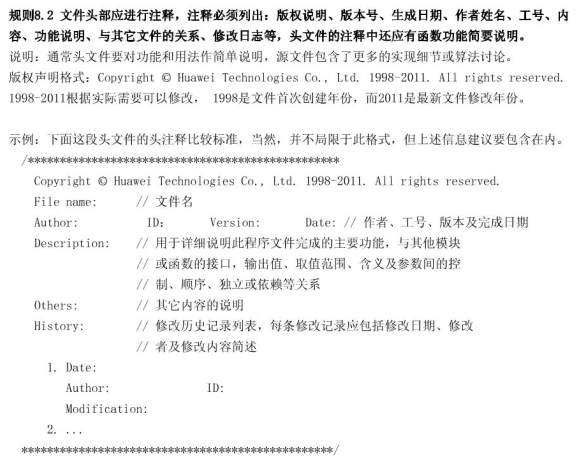 规则8.2 文件头部应进行注释，注释必须列出：版权说明、版本号、生成日期、作者姓名、工号、内
容、功能说明、与其它文件的关系、修改日志等，头文件的注释中还应有函数功能简要说明。
说明：通常头文件要对功能和用法作简单说明，源文件包含了更多的实现细节或算法讨论。
版权声明格式：Copyright © Huawei Technologies Co., Ltd. 1998-2011. All rights reserved.
1998-2011根据实际需要可以修改， 1998是文件首次创建年份，而2011是最新文件修改年份。
示例：下面这段头文件的头注释比较标准，当然，并不局限于此格式，但上述信息建议要包含在内。
/*************************************************
Copyright © Huawei Technologies Co., Ltd. 1998-2011. All rights reserved.
File name: // 文件名
Author: ID: Version: Date: // 作者、工号、版本及完成日期
Description: // 用于详细说明此程序文件完成的主要功能，与其他模块
// 或函数的接口，输出值、取值范围、含义及参数间的控
// 制、顺序、独立或依赖等关系
Others: // 其它内容的说明
History: // 修改历史记录列表，每条修改记录应包括修改日期、修改
// 者及修改内容简述
1. Date:
Author: ID:
Modification:
2. ...
*************************************************/